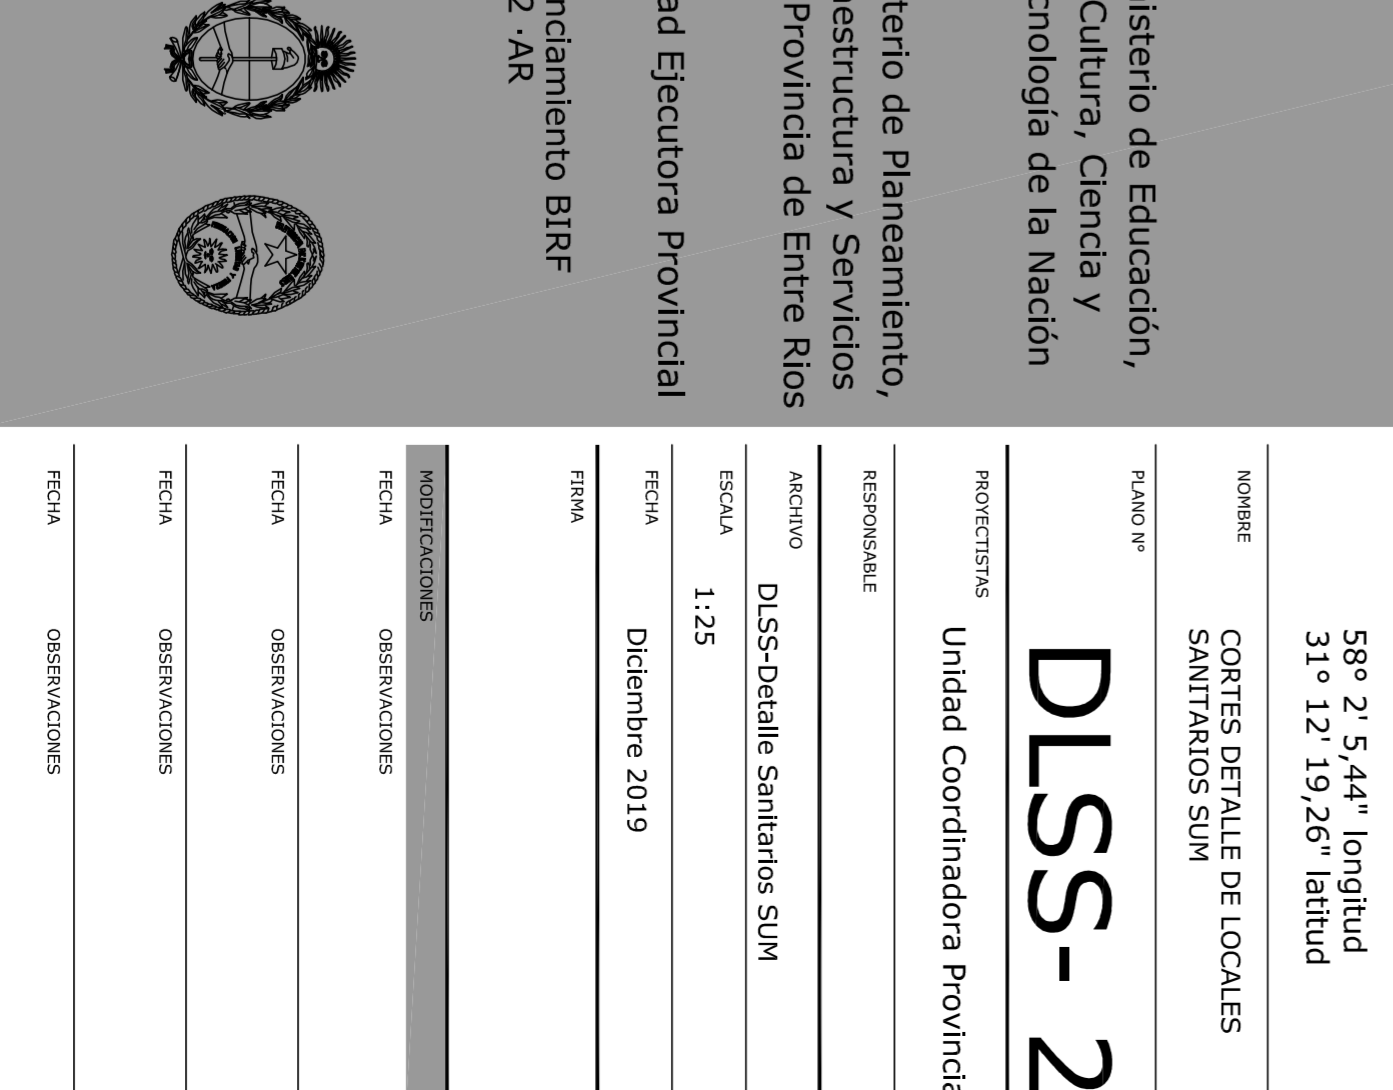 nisterio de Educación,
Cultura, Ciencia y
cnología de la Nación
terio de Planeamiento,
aestructura y Servicios
Provincia de Entre Rios
ad Ejecutora Provincial
nciamiento BIRF
2 ·AR
58° 2' 5,44" longitud
31° 12' 19,26" latitud
NOMBRE
CORTES DETALLE DE LOCALES
SANITARIOS SUM
PLANO N°
DLSS- 2
PROYECTISTAS
Unidad Coordinadora Provincia
RESPONSABLE
ARCHIVO
DLSS-Detalle Sanitarios SUM
ESCALA
1:25
FECHA
Diciembre 2019
FIRMA
MODIFICACIONES
FECHA OBSERVACIONES
FECHA OBSERVACIONES
FECHA OBSERVACIONES
FECHA OBSERVACIONES